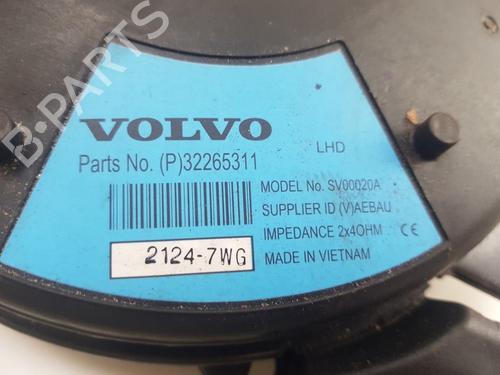 B-PARTS
VOLVO
Parts No. (P)32265311
LHD
MODEL No. SV00020A
SUPPLIER ID (V)AEBAU
IMPEDANCE 2x4OHM CE
2124-7WG
MADE IN VIETNAM